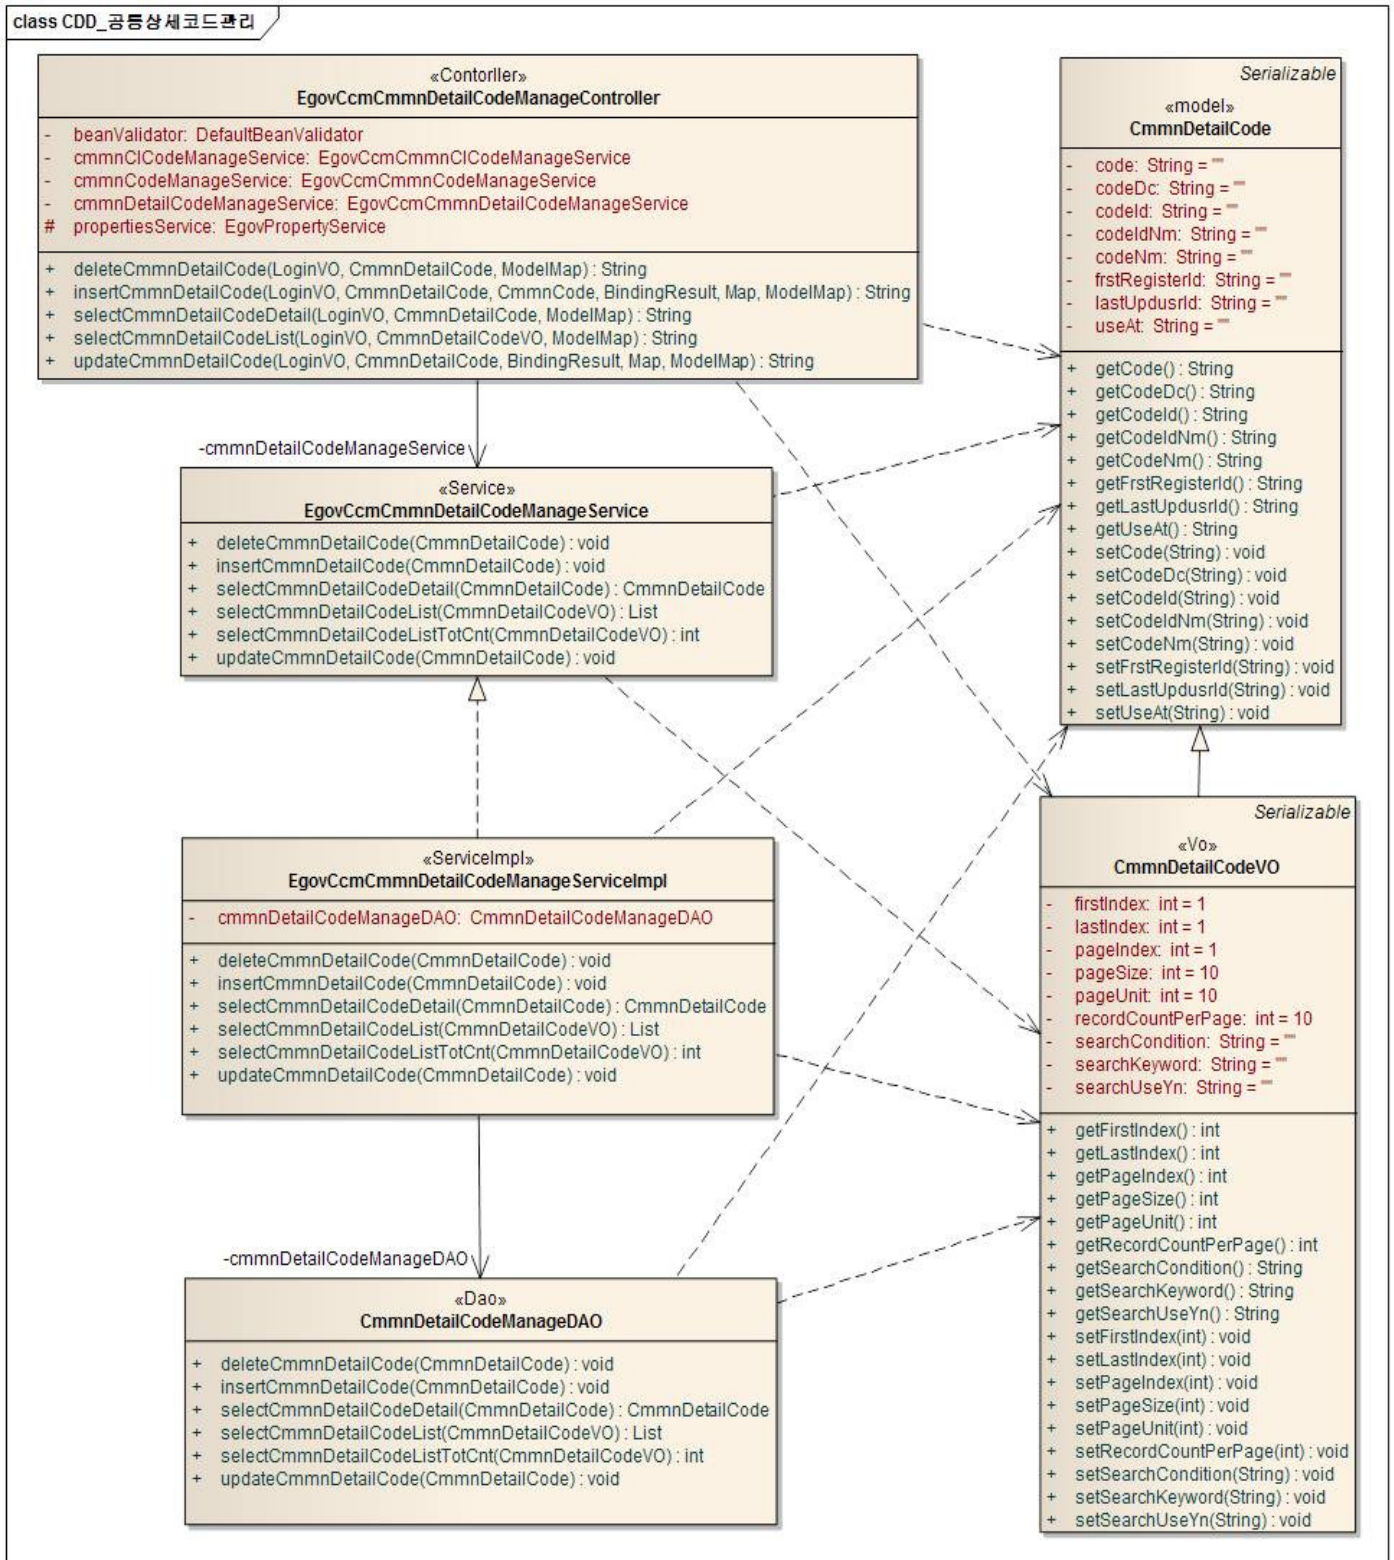 class CDD_공통상세코드관리
«Contorller»
EgovCcmCmmnDetailCodeManageController
- beanValidator: DefaultBeanValidator
- cmmnClCodeManageService: EgovCcmCmmnClCodeManageService
- cmmnCodeManageService: EgovCcmCmmnCodeManageService
- cmmnDetailCodeManageService: EgovCcmCmmnDetailCodeManageService
# propertiesService: EgovPropertyService
+ deleteCmmnDetailCode(LoginVO, CmmnDetailCode, ModelMap) : String
+ insertCmmnDetailCode(LoginVO, CmmnDetailCode, CmmnCode, BindingResult, Map, ModelMap) : String
+ selectCmmnDetailCodeDetail(LoginVO, CmmnDetailCode, ModelMap) : String
+ selectCmmnDetailCodeList(LoginVO, CmmnDetailCodeVO, ModelMap) : String
+ updateCmmnDetailCode(LoginVO, CmmnDetailCode, BindingResult, Map, ModelMap) : String
Serializable
«model»
CmmnDetailCode
- code: String = ""
- codeDc: String = ""
- codeId: String = ""
- codeIdNm: String = ""
- codeNm: String = ""
- frstRegisterId: String = ""
- lastUpdusrId: String = ""
- useAt: String = ""
+ getCode() : String
+ getCodeDc() : String
+ getCodeId() : String
+ getCodeIdNm() : String
+ getCodeNm() : String
+ getFrstRegisterId() : String
+ getLastUpdusrId() : String
+ getUseAt() : String
+ setCode(String) : void
+ setCodeDc(String) : void
+ setCodeId(String) : void
+ setCodeIdNm(String) : void
+ setCodeNm(String) : void
+ setFrstRegisterId(String) : void
+ setLastUpdusrId(String) : void
+ setUseAt(String) : void
-cmmnDetailCodeManageService
«Service»
EgovCcmCmmnDetailCodeManageService
+ deleteCmmnDetailCode(CmmnDetailCode) : void
+ insertCmmnDetailCode(CmmnDetailCode) : void
+ selectCmmnDetailCodeDetail(CmmnDetailCode) : CmmnDetailCode
+ selectCmmnDetailCodeList(CmmnDetailCodeVO) : List
+ selectCmmnDetailCodeListTotCnt(CmmnDetailCodeVO) : int
+ updateCmmnDetailCode(CmmnDetailCode) : void
«ServiceImpl»
EgovCcmCmmnDetailCodeManageServiceImpl
- cmmnDetailCodeManageDAO: CmmnDetailCodeManageDAO
+ deleteCmmnDetailCode(CmmnDetailCode) : void
+ insertCmmnDetailCode(CmmnDetailCode) : void
+ selectCmmnDetailCodeDetail(CmmnDetailCode) : CmmnDetailCode
+ selectCmmnDetailCodeList(CmmnDetailCodeVO) : List
+ selectCmmnDetailCodeListTotCnt(CmmnDetailCodeVO) : int
+ updateCmmnDetailCode(CmmnDetailCode) : void
Serializable
«Vo»
CmmnDetailCodeVO
- firstIndex: int = 1
- lastIndex: int = 1
- pageIndex: int = 1
- pageSize: int = 10
- pageUnit: int = 10
- recordCountPerPage: int = 10
- searchCondition: String = ""
- searchKeyword: String = ""
- searchUseYn: String = ""
+ getFirstIndex() : int
+ getLastIndex() : int
+ getPageIndex() : int
+ getPageSize() : int
+ getPageUnit() : int
+ getRecordCountPerPage() : int
+ getSearchCondition() : String
+ getSearchKeyword() : String
+ getSearchUseYn() : String
+ setFirstIndex(int) : void
+ setLastIndex(int) : void
+ setPageIndex(int) : void
+ setPageSize(int) : void
+ setPageUnit(int) : void
+ setRecordCountPerPage(int) : void
+ setSearchCondition(String) : void
+ setSearchKeyword(String) : void
+ setSearchUseYn(String) : void
-cmmnDetailCodeManageDAO
«Dao»
CmmnDetailCodeManageDAO
+ deleteCmmnDetailCode(CmmnDetailCode) : void
+ insertCmmnDetailCode(CmmnDetailCode) : void
+ selectCmmnDetailCodeDetail(CmmnDetailCode) : CmmnDetailCode
+ selectCmmnDetailCodeList(CmmnDetailCodeVO) : List
+ selectCmmnDetailCodeListTotCnt(CmmnDetailCodeVO) : int
+ updateCmmnDetailCode(CmmnDetailCode) : void